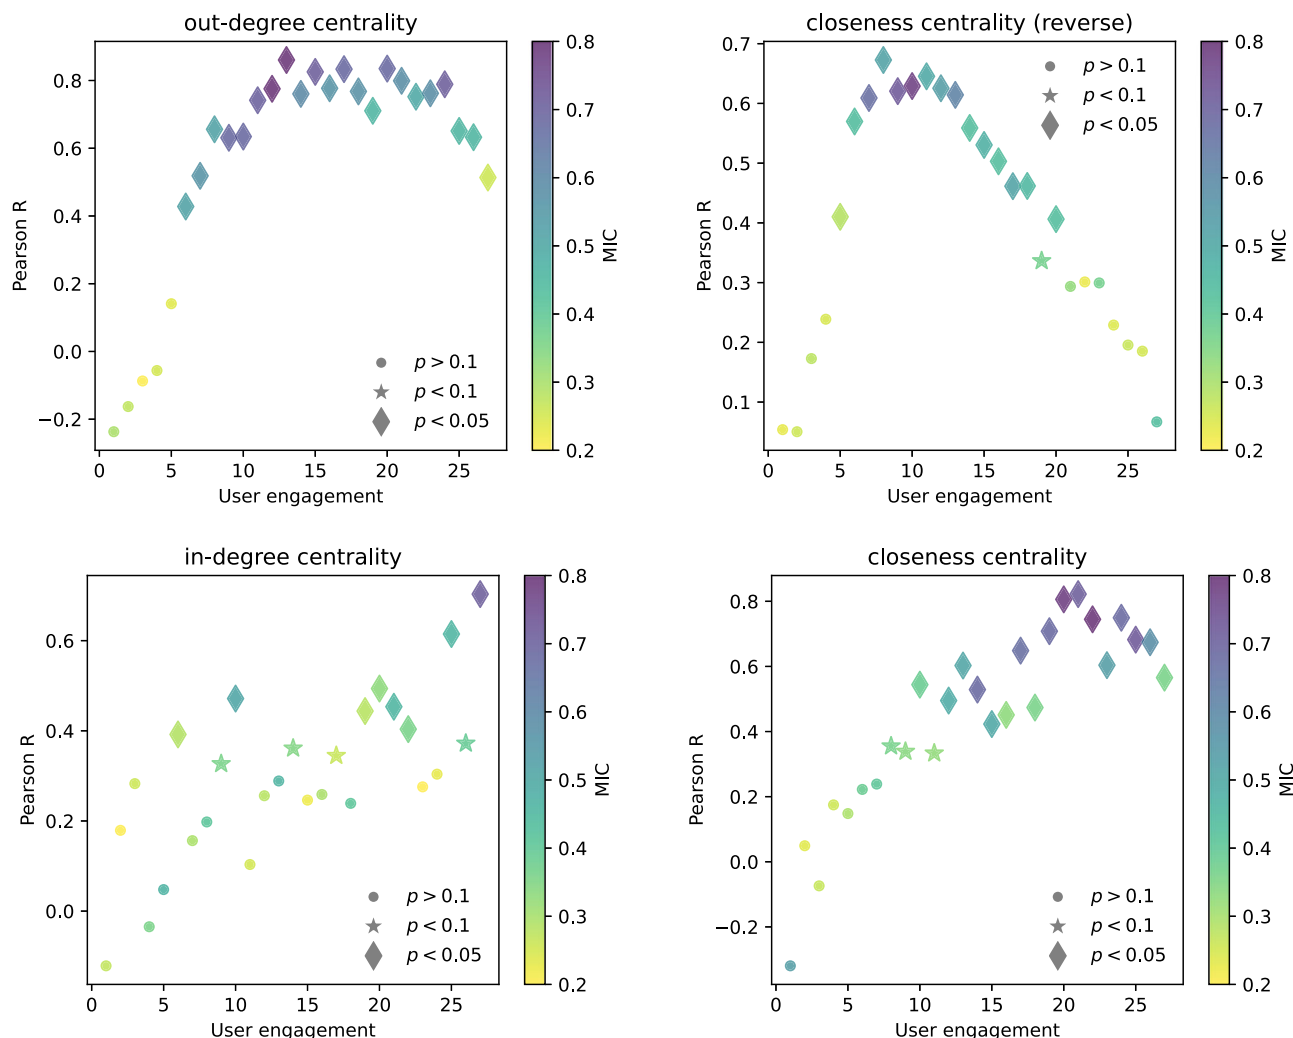 out-degree centrality
0.8
0.6
0.4
0.2
0.0
−0.2
Pearson R
0
5
10
15
20
25
User engagement
p > 0.1
p < 0.1
p < 0.05
0.8
0.7
0.6
0.5
0.4
0.3
0.2
MIC
closeness centrality (reverse)
0.7
0.6
0.5
0.4
0.3
0.2
0.1
Pearson R
0
5
10
15
20
25
User engagement
p > 0.1
p < 0.1
p < 0.05
0.8
0.7
0.6
0.5
0.4
0.3
0.2
MIC
in-degree centrality
0.6
0.4
0.2
0.0
Pearson R
0
5
10
15
20
25
User engagement
p > 0.1
p < 0.1
p < 0.05
0.8
0.7
0.6
0.5
0.4
0.3
0.2
MIC
closeness centrality
0.8
0.6
0.4
0.2
0.0
−0.2
Pearson R
0
5
10
15
20
25
User engagement
p > 0.1
p < 0.1
p < 0.05
0.8
0.7
0.6
0.5
0.4
0.3
0.2
MIC